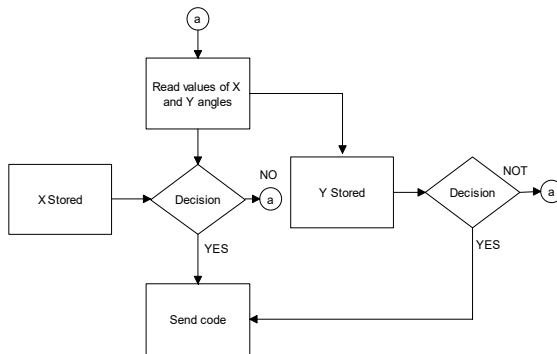 a
Read values of X
and Y angles
NO
NOT
X Stored
Decision
a
Y Stored
Decision
a
YES
YES
Send code